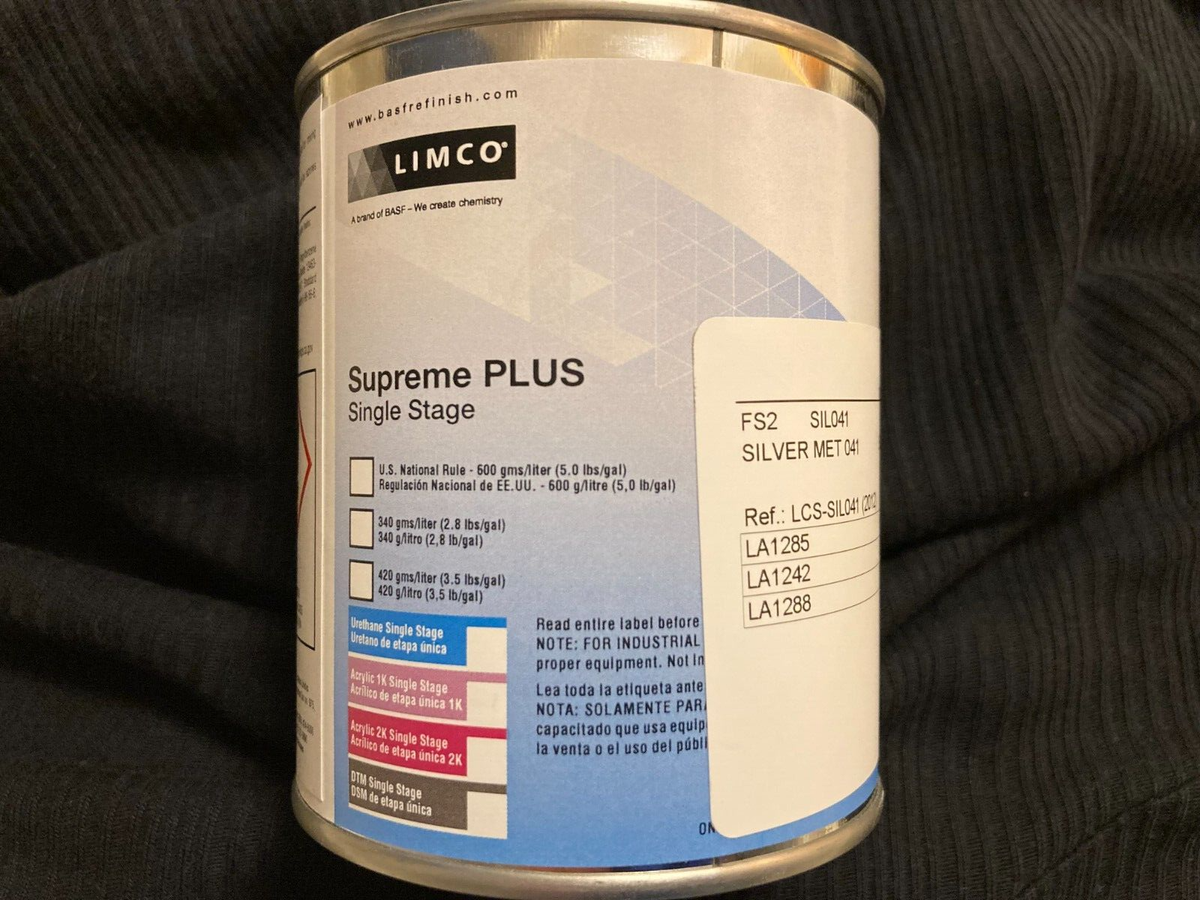 www.basfrefinish.com
LIMCO
A brand of BASF – We create chemistry
Supreme PLUS
Single Stage
U.S. National Rule - 600 gms/liter (5.0 lbs/gal)
Regulación Nacional de EE.UU. - 600 g/litre (5,0 lb/gal)
340 gms/liter (2.8 lbs/gal)
340 g/litro (2,8 lb/gal)
420 gms/liter (3.5 lbs/gal)
420 g/litro (3,5 lb/gal)
Urethane Single Stage
Uretano de etapa única
Acrylic 1K Single Stage
Acrílico de etapa única 1K
Acrylic 2K Single Stage
Acrílico de etapa única 2K
DTM Single Stage
DSM de etapa única
Read entire label before
NOTE: FOR INDUSTRIAL
proper equipment. Not In
Lea toda la etiqueta ante
NOTA: SOLAMENTE PAR
capacitado que usa equip
la venta o el uso del públi
ON
FS2 SIL041
SILVER MET 041
Ref.: LCS-SIL041 (2012
LA1285
LA1242
LA1288